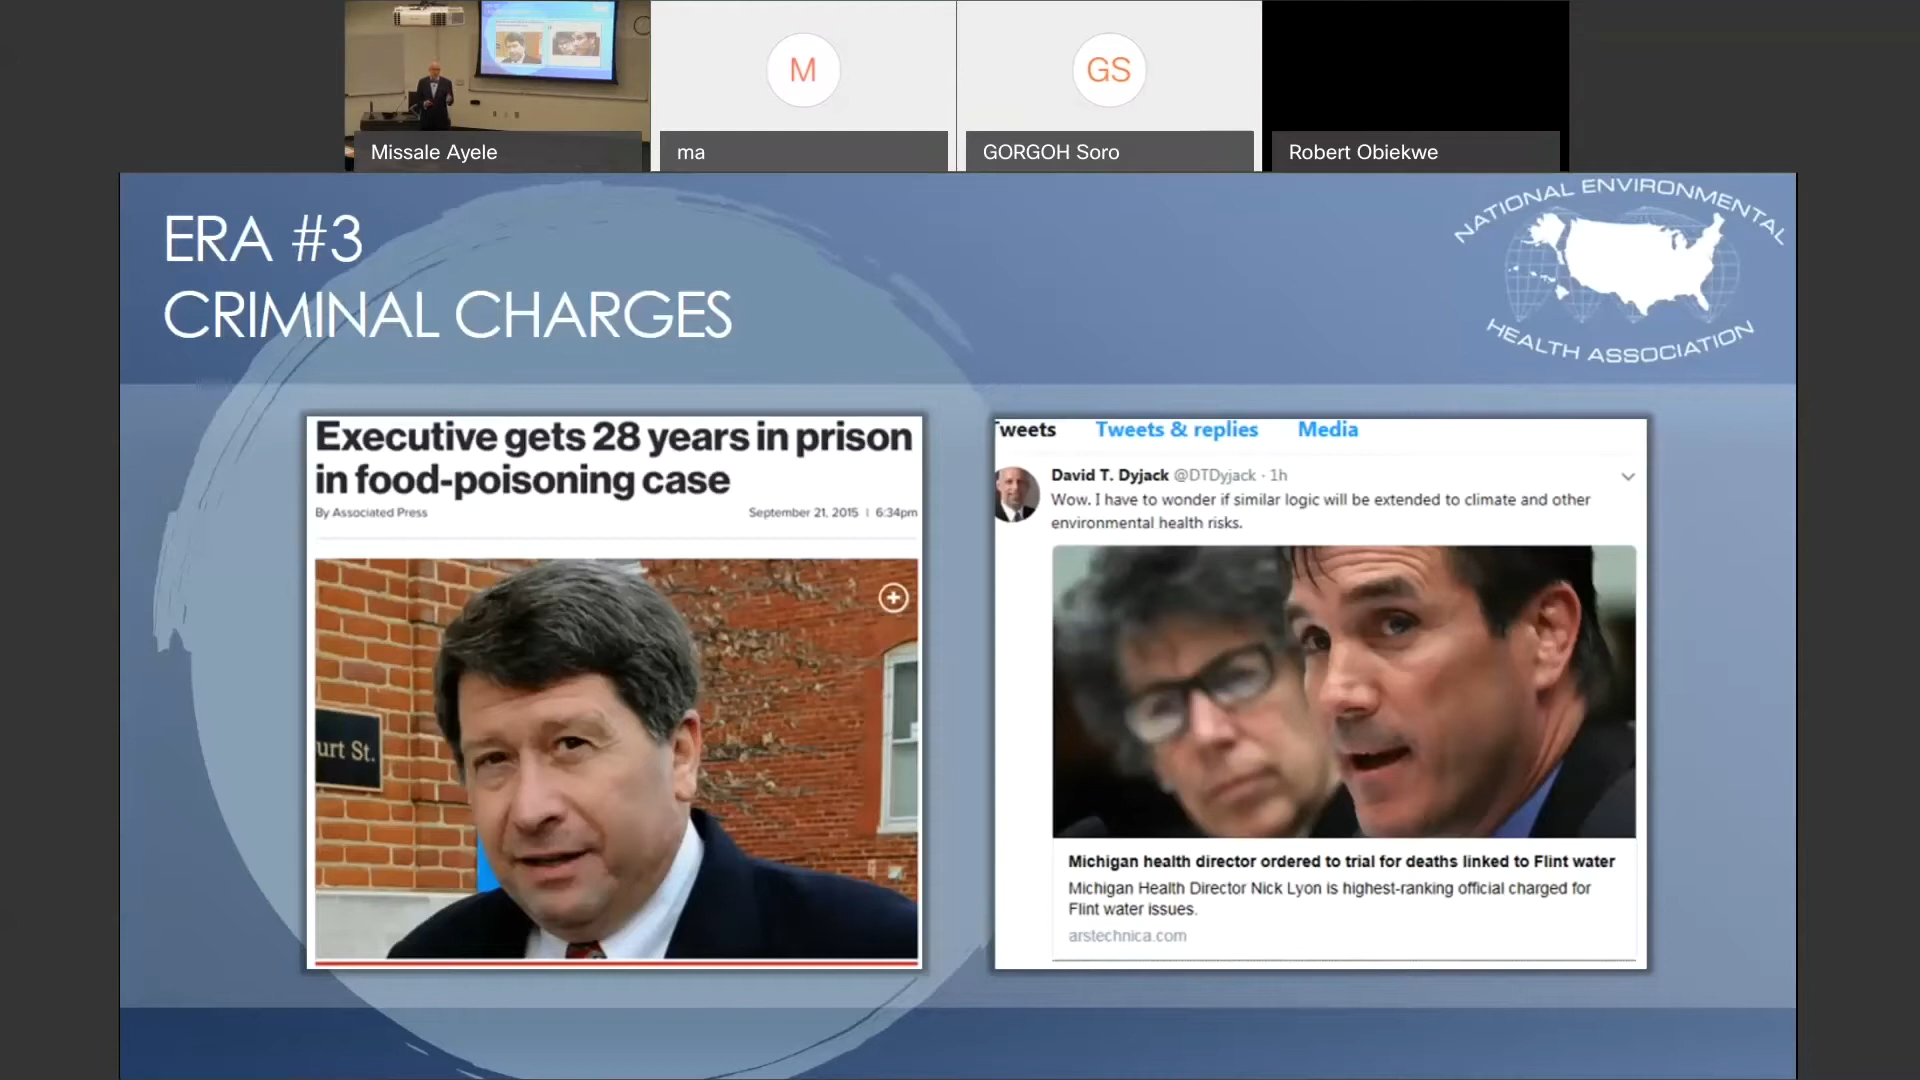 M
GS
Missale Ayele
ma
GORGOH Soro
Robert Obiekwe
ERA #3
CRIMINAL CHARGES
NATIONAL ENVIRONMENTAL
HEALTH ASSOCIATION
Executive gets 28 years in prison
in food-poisoning case
By Associated Press
September 21, 2015 | 6:34pm
urt St.
Tweets Tweets & replies Media
David T. Dyjack @DTDyjack · 1h
Wow. I have to wonder if similar logic will be extended to climate and other
environmental health risks.
Michigan health director ordered to trial for deaths linked to Flint water
Michigan Health Director Nick Lyon is highest-ranking official charged for
Flint water issues.
arstechnica.com